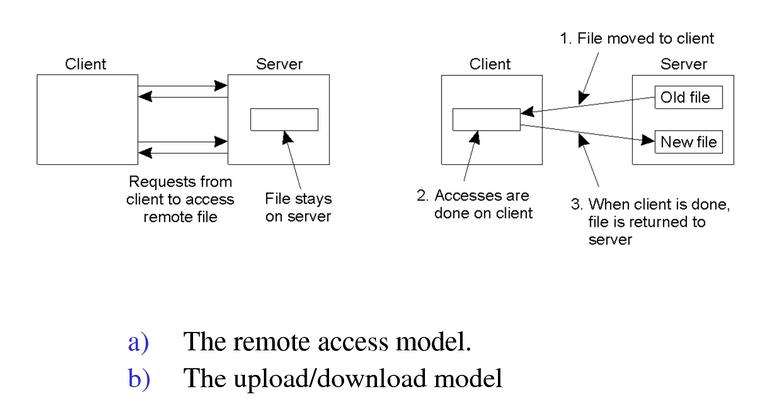 Client
Server
Requests from
client to access
remote file
File stays
on server
1. File moved to client
Client
Server
Old file
New file
2. Accesses are
done on client
3. When client is done,
file is returned to
server
a) The remote access model.
b) The upload/download model